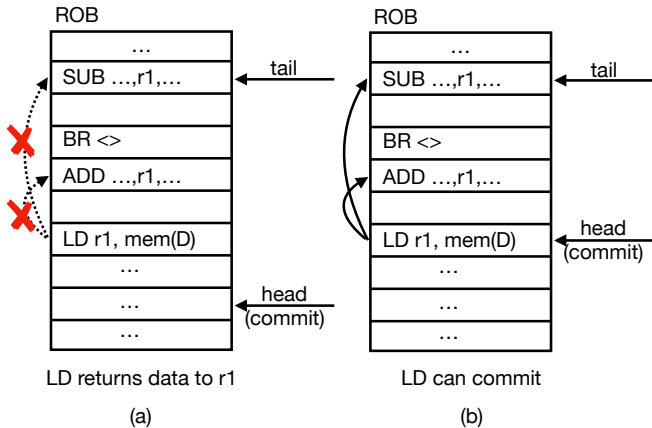 ROB
...
SUB ...,r1,...
tail
BR <>
ADD ...,r1,...
LD r1, mem(D)
...
...
head
(commit)
...
LD returns data to r1
(a)
ROB
...
SUB ...,r1,...
tail
BR <>
ADD ...,r1,...
LD r1, mem(D)
head
(commit)
...
...
...
LD can commit
(b)